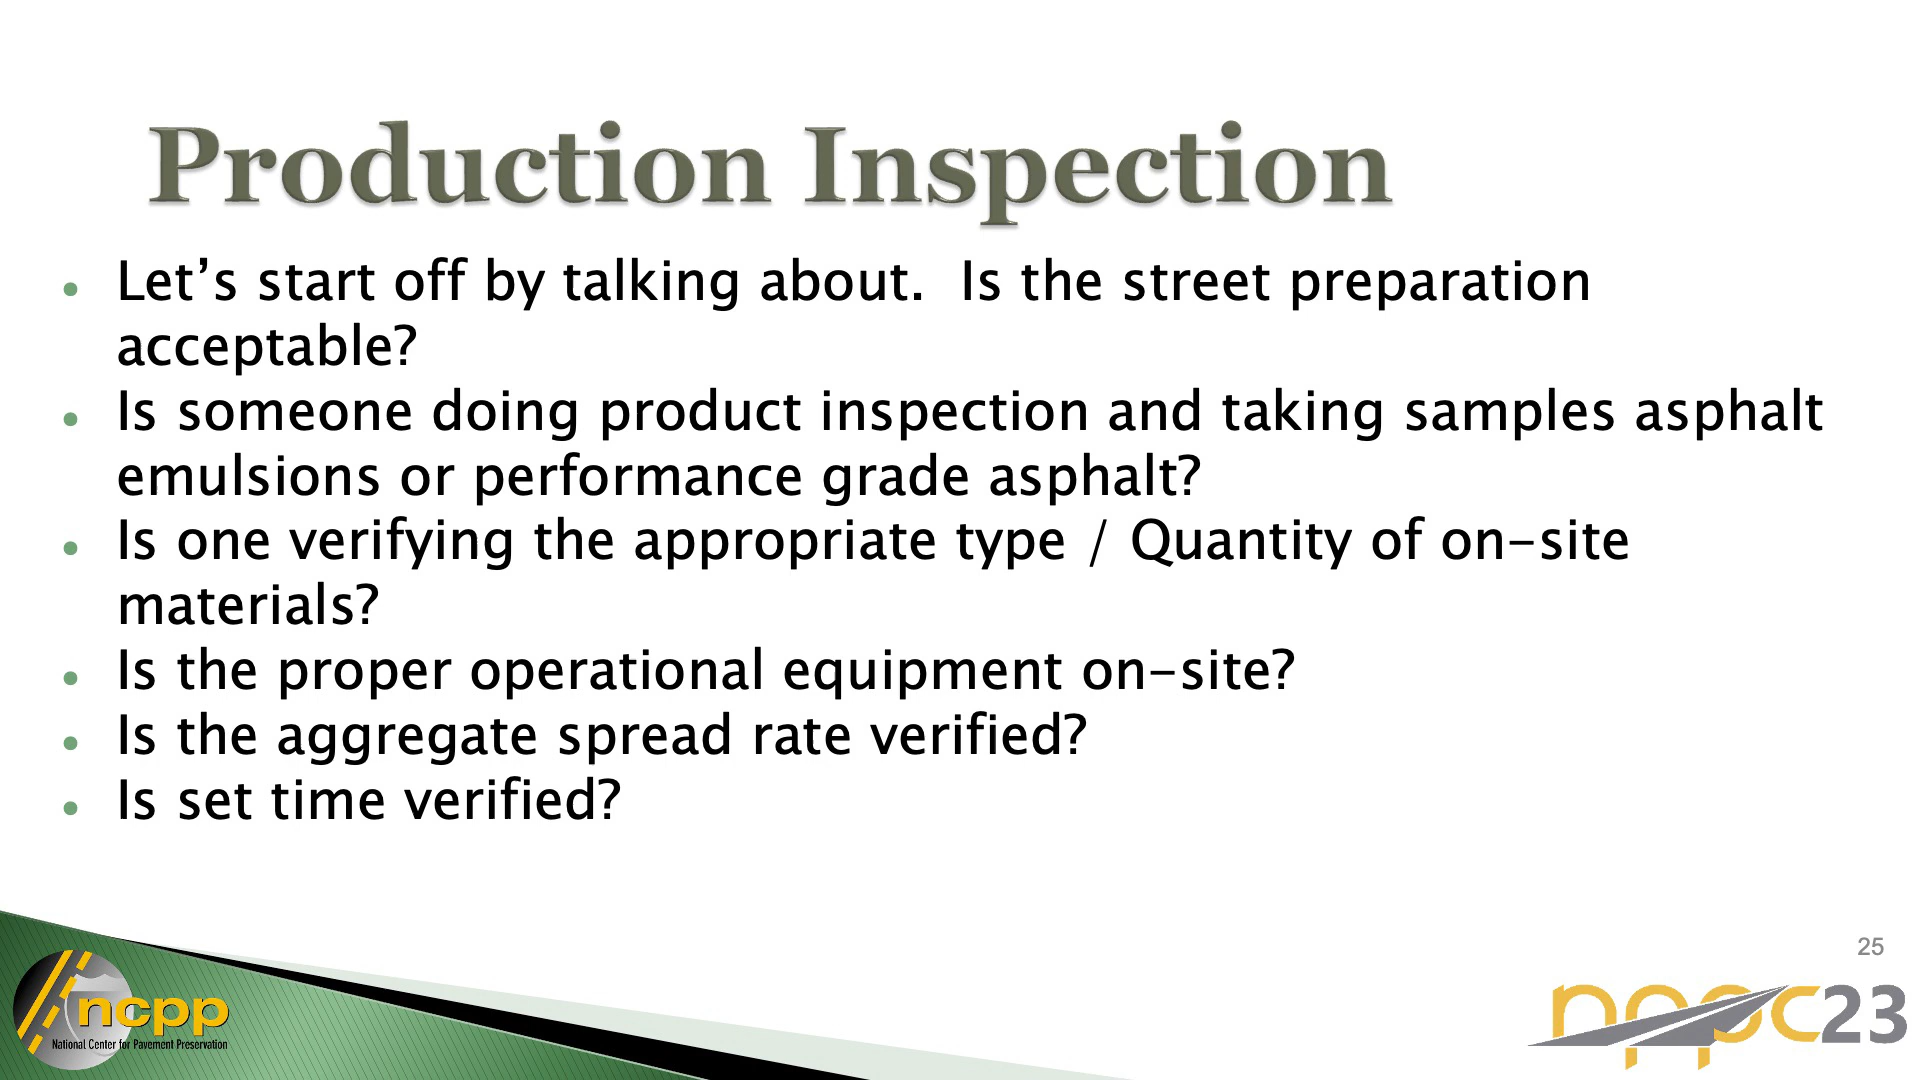 Production Inspection
• Let’s start off by talking about.  Is the street preparation
acceptable?
• Is someone doing product inspection and taking samples asphalt
emulsions or performance grade asphalt?
• Is one verifying the appropriate type / Quantity of on-site
materials?
• Is the proper operational equipment on-site?
• Is the aggregate spread rate verified?
• Is set time verified?
25
ncpp
National Center for Pavement Preservation
nppc23